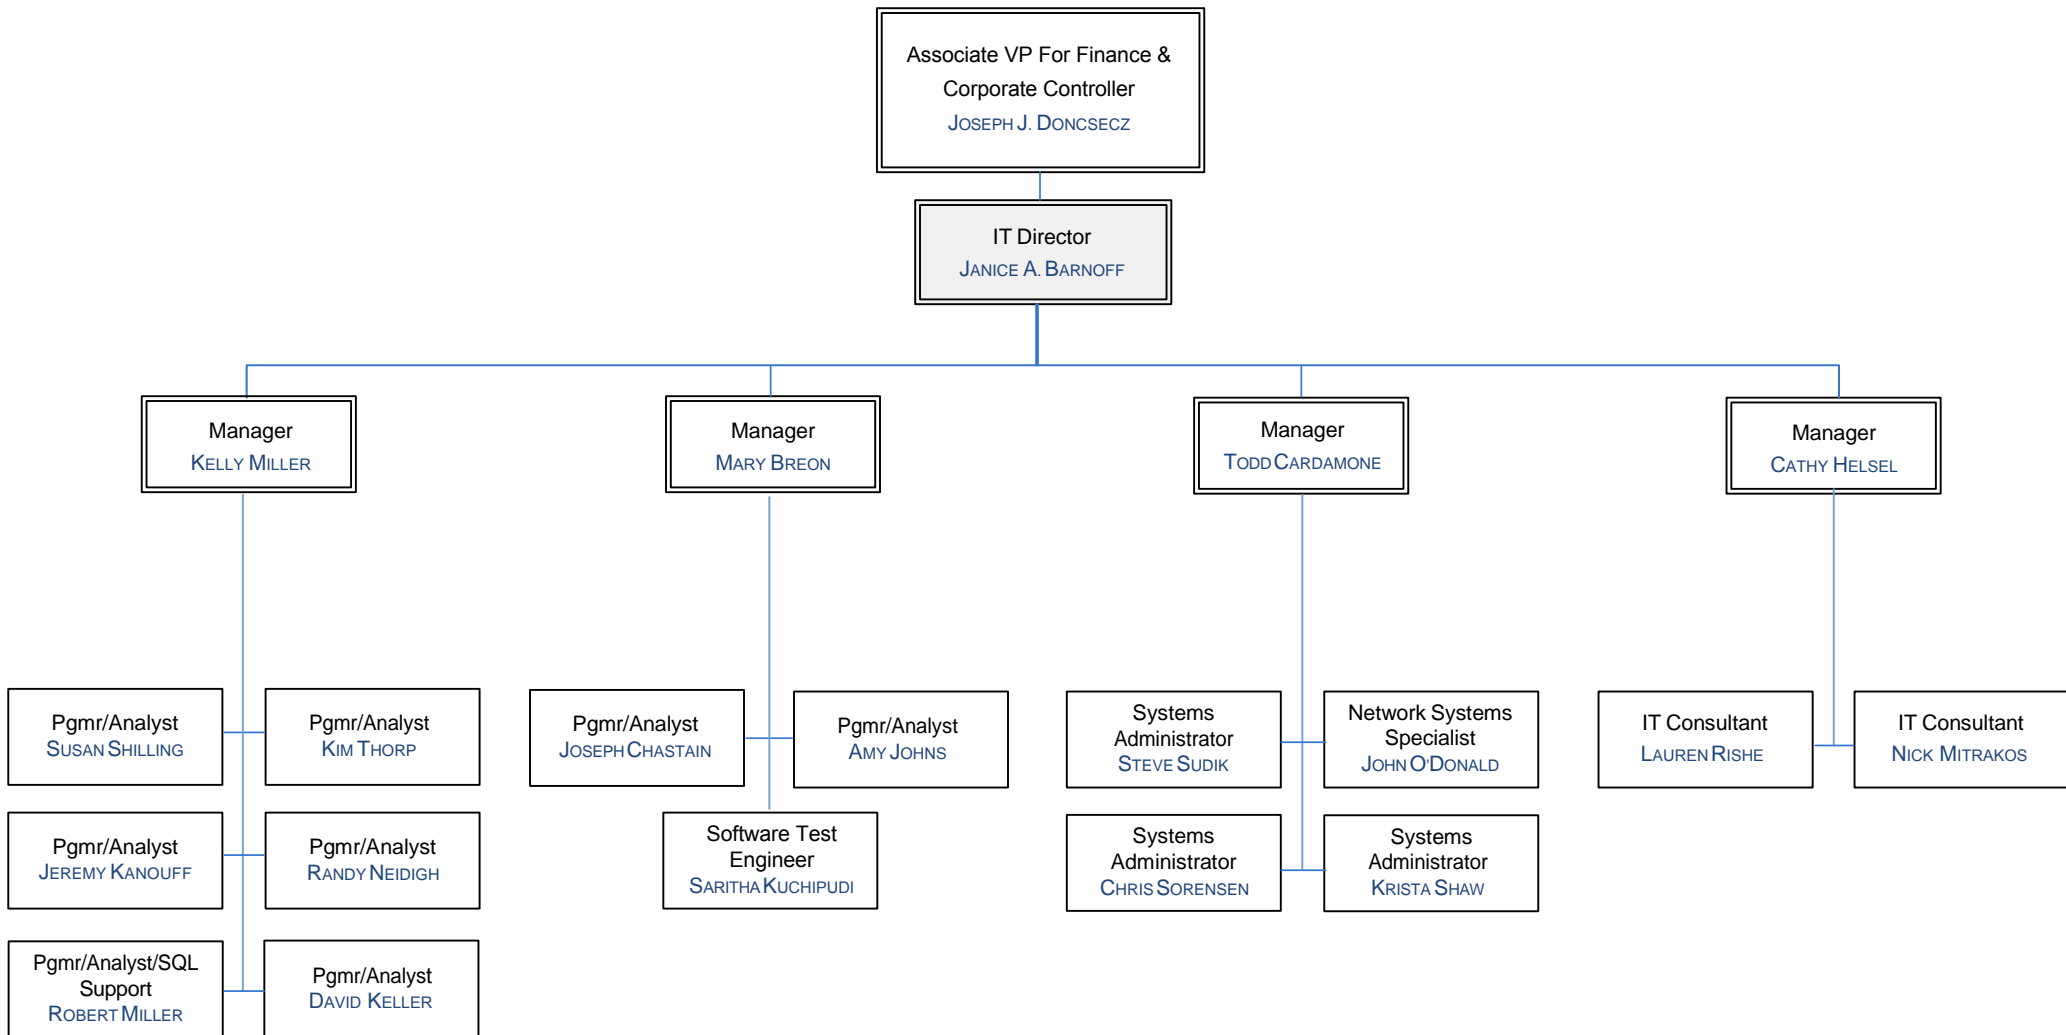 Associate VP For Finance &
Corporate Controller
JOSEPH J. DONCSECZ
IT Director
JANICE A. BARNOFF
Manager
KELLY MILLER
Manager
MARY BREON
Manager
TODD CARDAMONE
Manager
CATHY HELSEL
Pgmr/Analyst
SUSAN SHILLING
Pgmr/Analyst
KIM THORP
Pgmr/Analyst
JEREMY KANOUFF
Pgmr/Analyst
RANDY NEIDIGH
Pgmr/Analyst/SQL
Support
ROBERT MILLER
Pgmr/Analyst
DAVID KELLER
Pgmr/Analyst
JOSEPH CHASTAIN
Pgmr/Analyst
AMY JOHNS
Software Test
Engineer
SARITHA KUCHIPUDI
Systems
Administrator
STEVE SUDIK
Network Systems
Specialist
JOHN O'DONALD
Systems
Administrator
CHRIS SORENSEN
Systems
Administrator
KRISTA SHAW
IT Consultant
LAUREN RISHE
IT Consultant
NICK MITRAKOS